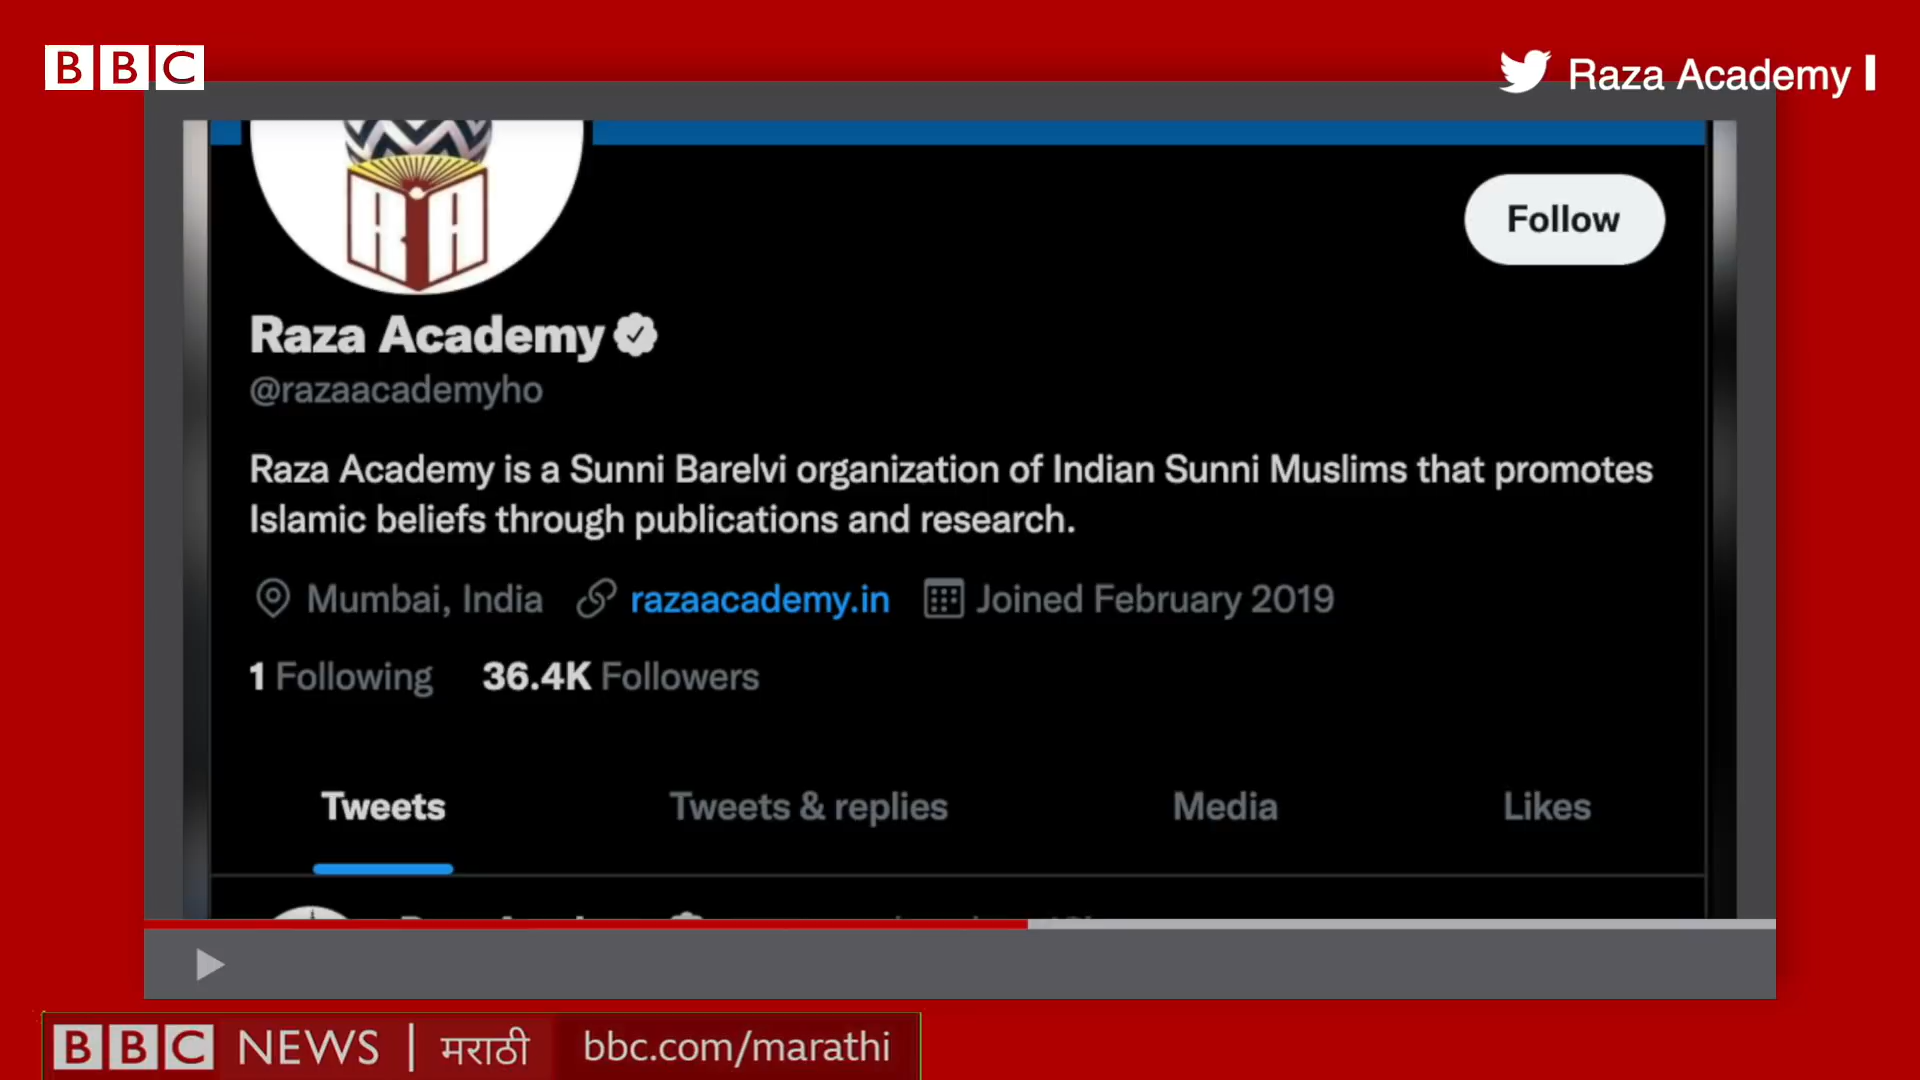 BBC
Raza Academy
RA
Follow
Raza Academy
@razaacademyho
Raza Academy is a Sunni Barelvi organization of Indian Sunni Muslims that promotes
Islamic beliefs through publications and research.
Mumbai, India razaacademy.in Joined February 2019
1 Following 36.4K Followers
Tweets Tweets & replies Media Likes
BBC NEWS | मराठी bbc.com/marathi